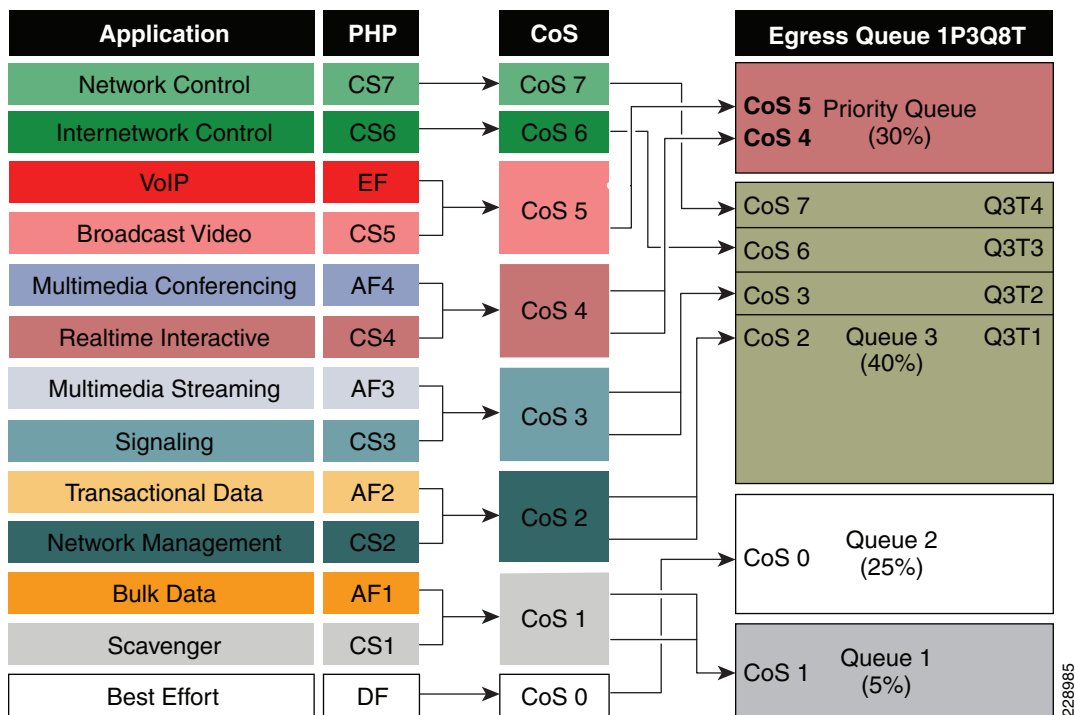 Application PHP CoS Egress Queue 1P3Q8T
Network Control CS7 CoS 7
Internetwork Control CS6 CoS 6
VoIP EF
Broadcast Video CS5
CoS 5
Multimedia Conferencing AF4
Realtime Interactive CS4
CoS 4
Multimedia Streaming AF3
Signaling CS3
CoS 3
Transactional Data AF2
Network Management CS2
CoS 2
Bulk Data AF1
Scavenger CS1
CoS 1
Best Effort DF CoS 0
CoS 5 Priority Queue
CoS 4 (30%)
CoS 7 Q3T4
CoS 6 Q3T3
CoS 3 Q3T2
CoS 2 Queue 3 Q3T1
(40%)
CoS 0 Queue 2
(25%)
CoS 1 Queue 1
(5%)
228985